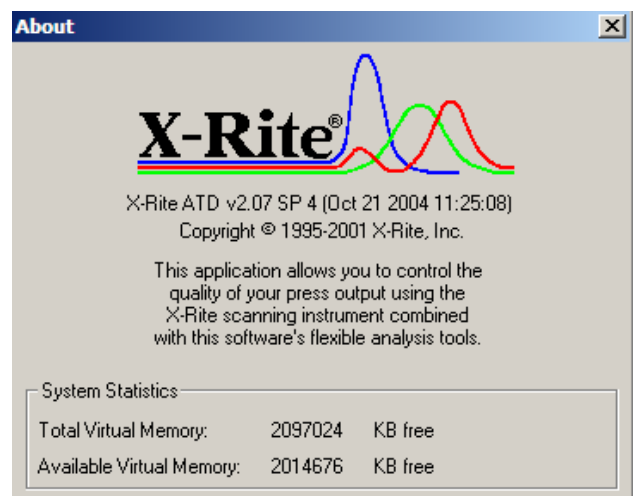 About
X-Rite®
X-Rite ATD v2.07 SP 4 (Oct 21 2004 11:25:08)
Copyright © 1995-2001 X-Rite, Inc.
This application allows you to control the
quality of your press output using the
X-Rite scanning instrument combined
with this software's flexible analysis tools.
System Statistics
Total Virtual Memory: 2097024 KB free
Available Virtual Memory: 2014676 KB free